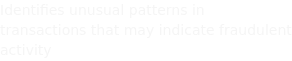 Identifies unusual patterns in
transactions that may indicate fraudulent
activity